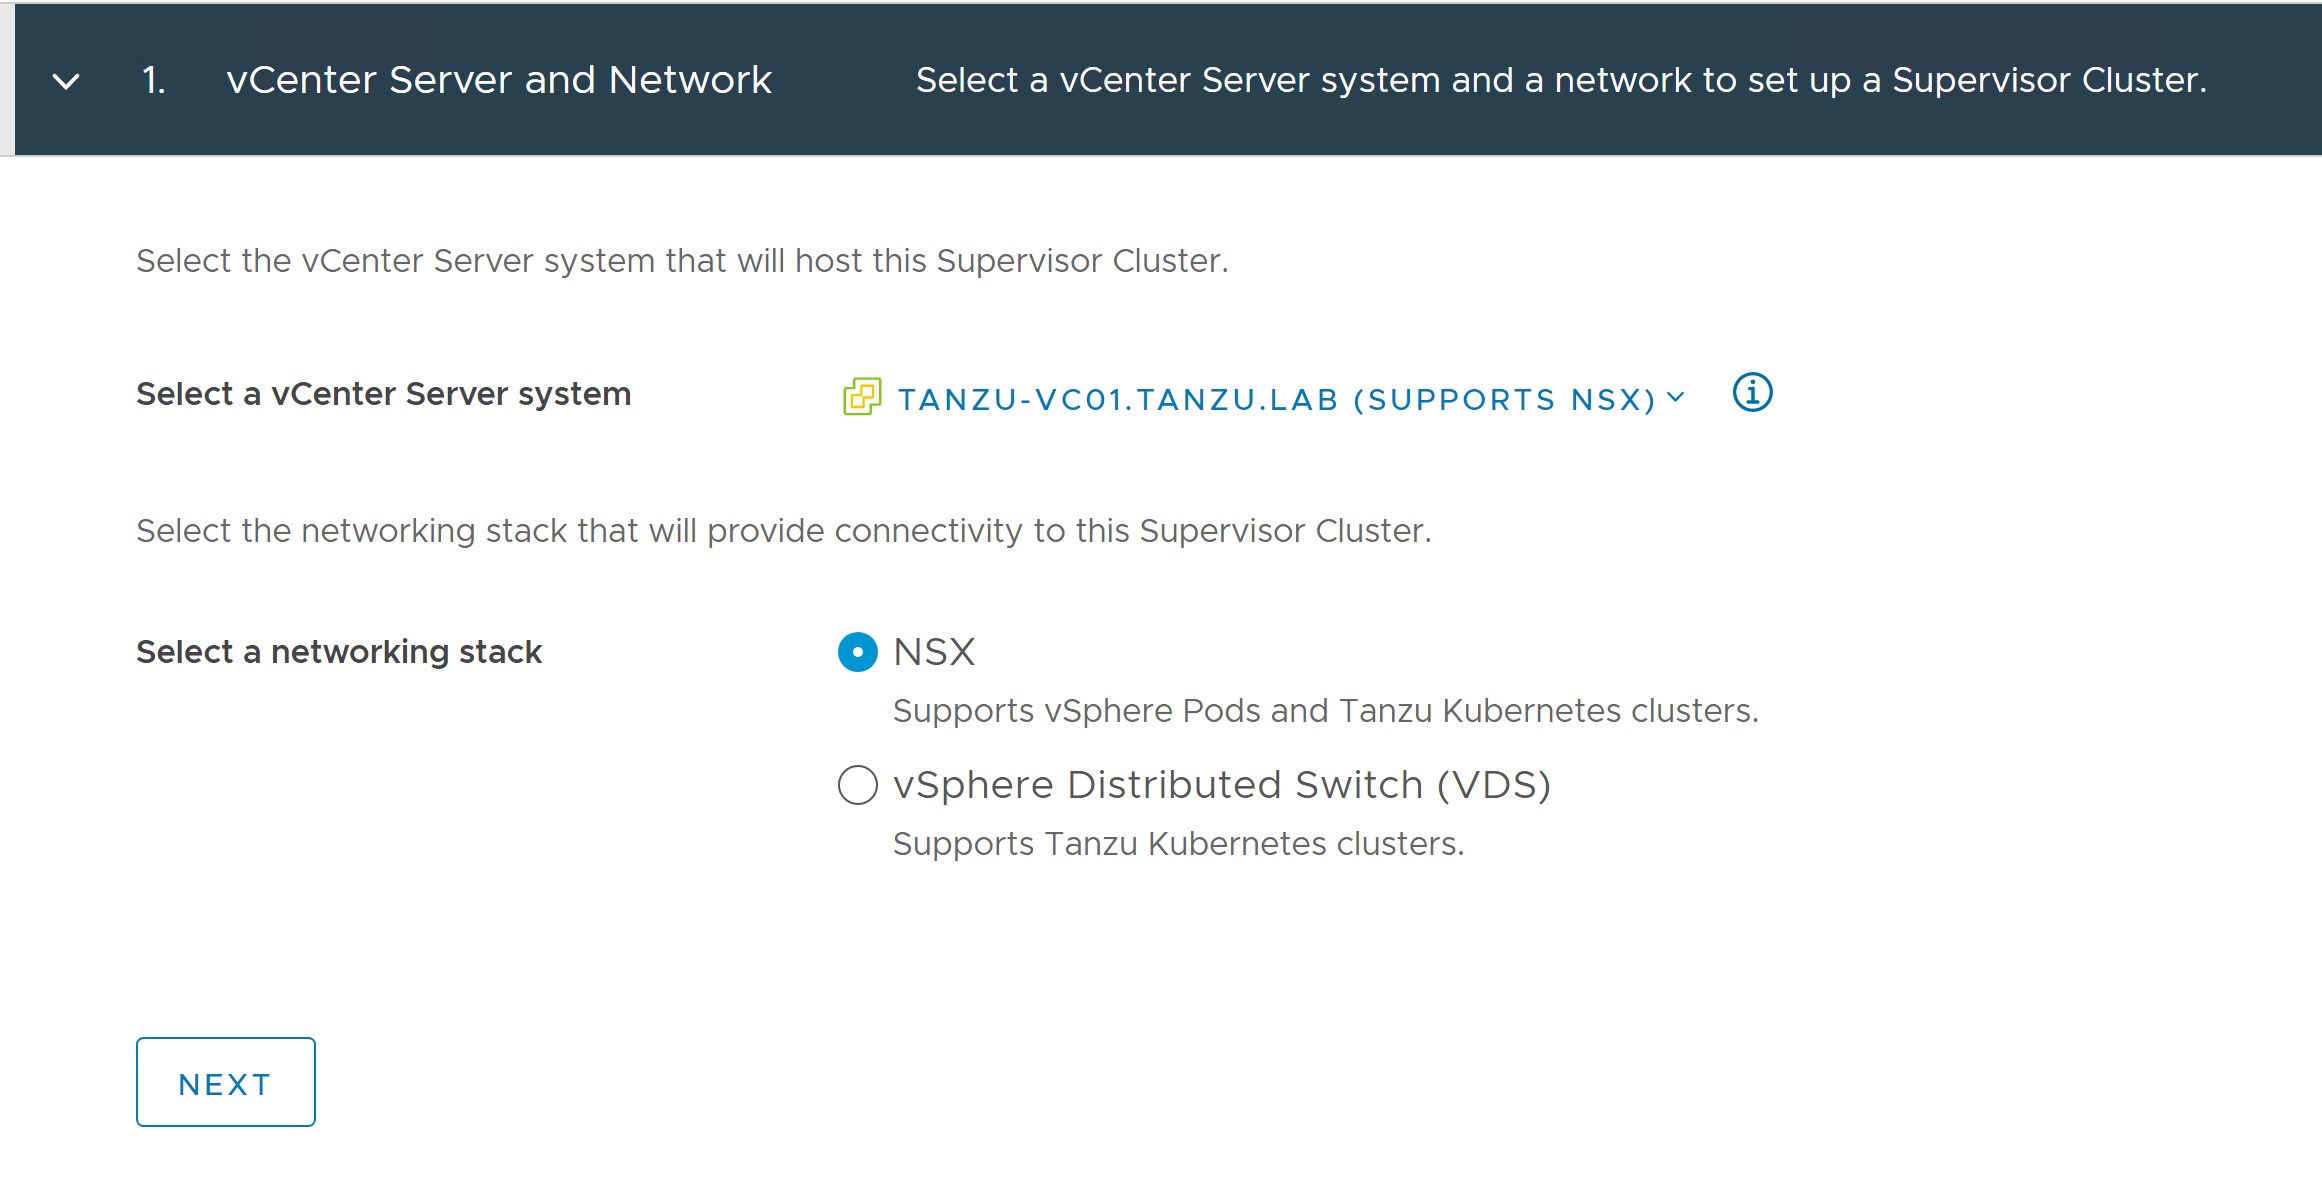 1. vCenter Server and Network Select a vCenter Server system and a network to set up a Supervisor Cluster.
Select the vCenter Server system that will host this Supervisor Cluster.
Select a vCenter Server system TANZU-VC01.TANZU.LAB (SUPPORTS NSX)
Select the networking stack that will provide connectivity to this Supervisor Cluster.
Select a networking stack NSX
Supports vSphere Pods and Tanzu Kubernetes clusters.
vSphere Distributed Switch (VDS)
Supports Tanzu Kubernetes clusters.
NEXT